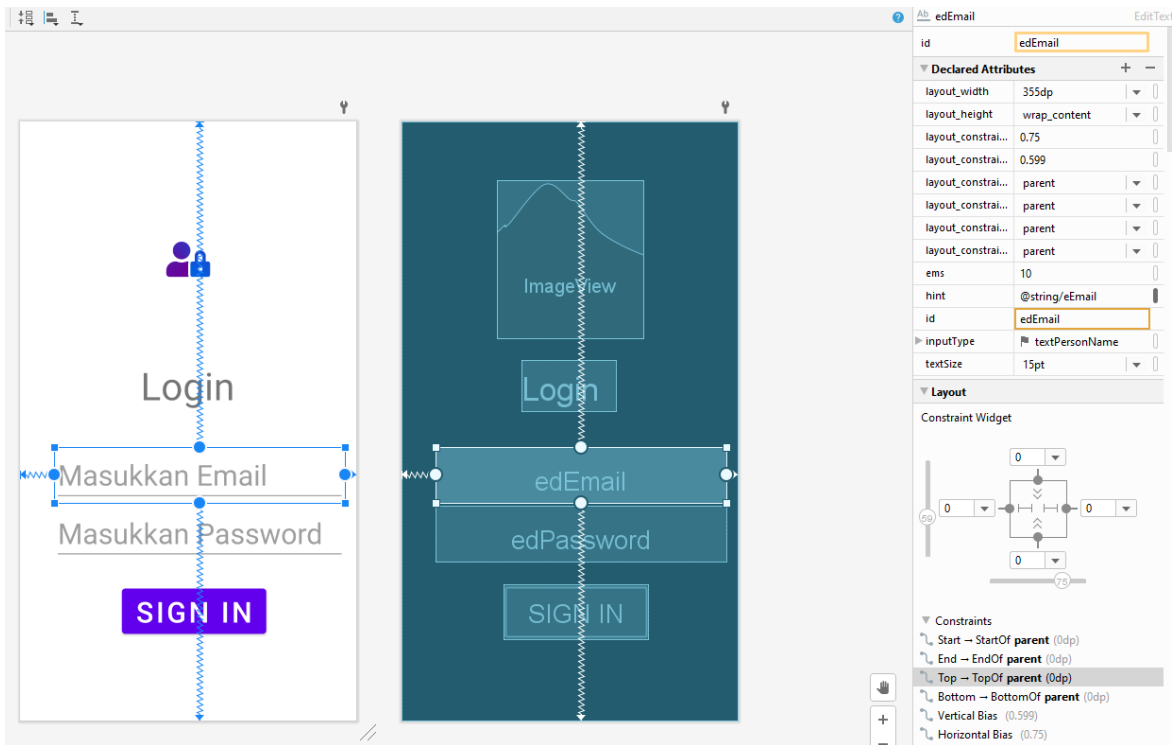 Ab edEmail EditText
id edEmail
Declared Attributes + −
layout_width 355dp
layout_height wrap_content
layout_constrai... 0.75
layout_constrai... 0.599
layout_constrai... parent
layout_constrai... parent
layout_constrai... parent
layout_constrai... parent
ems 10
hint @string/eEmail
id edEmail
inputType textPersonName
textSize 15pt
Layout
Constraint Widget
0
0
0
0
59
75
Constraints
Start → StartOf parent (0dp)
End → EndOf parent (0dp)
Top → TopOf parent (0dp)
Bottom → BottomOf parent (0dp)
Vertical Bias (0.599)
Horizontal Bias (0.75)
Login
Masukkan Email
Masukkan Password
SIGN IN
ImageView
Login
edEmail
edPassword
SIGN IN